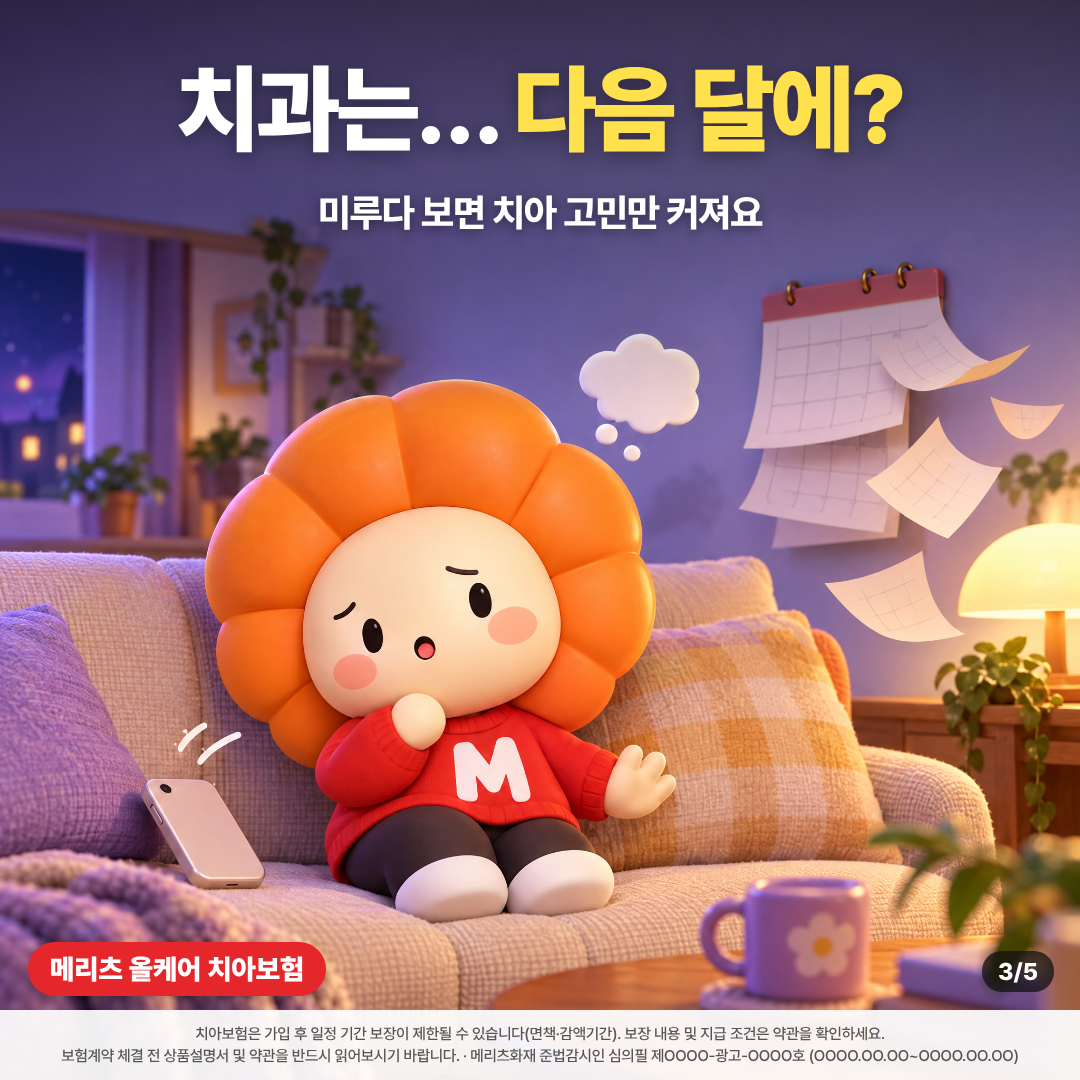 치과는... 다음 달에?
미루다 보면 치아 고민만 커져요
M
메리츠 올케어 치아보험
3/5
치아보험은 가입 후 일정 기간 보장이 제한될 수 있습니다(면책·감액기간). 보장 내용 및 지급 조건은 약관을 확인하세요.
보험계약 체결 전 상품설명서 및 약관을 반드시 읽어보시기 바랍니다. · 메리츠화재 준법감시인 심의필 제OOOO-광고-OOOO호 (OOOO.OO.OO~OOOO.OO.OO)